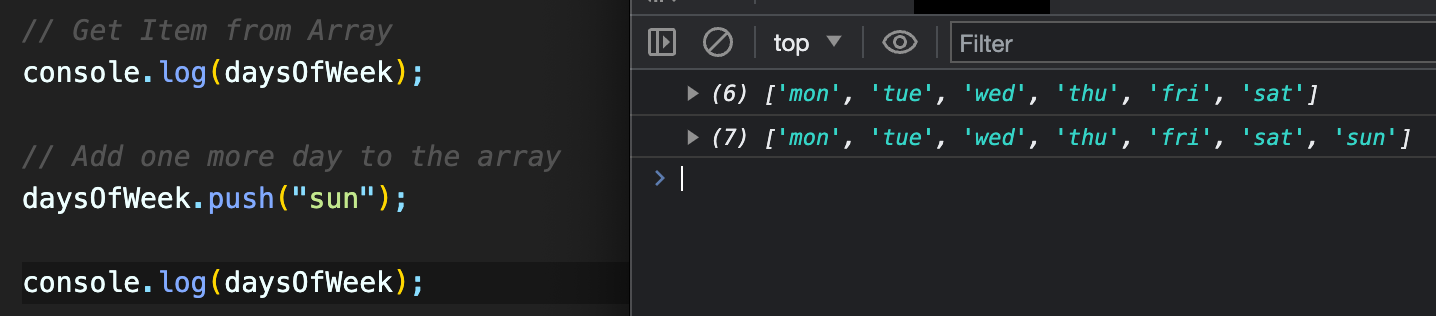 // Get Item from Array
console.log(daysOfWeek);
// Add one more day to the array
daysOfWeek.push("sun");
console.log(daysOfWeek);
top
Filter
(6) ['mon', 'tue', 'wed', 'thu', 'fri', 'sat']
(7) ['mon', 'tue', 'wed', 'thu', 'fri', 'sat', 'sun']